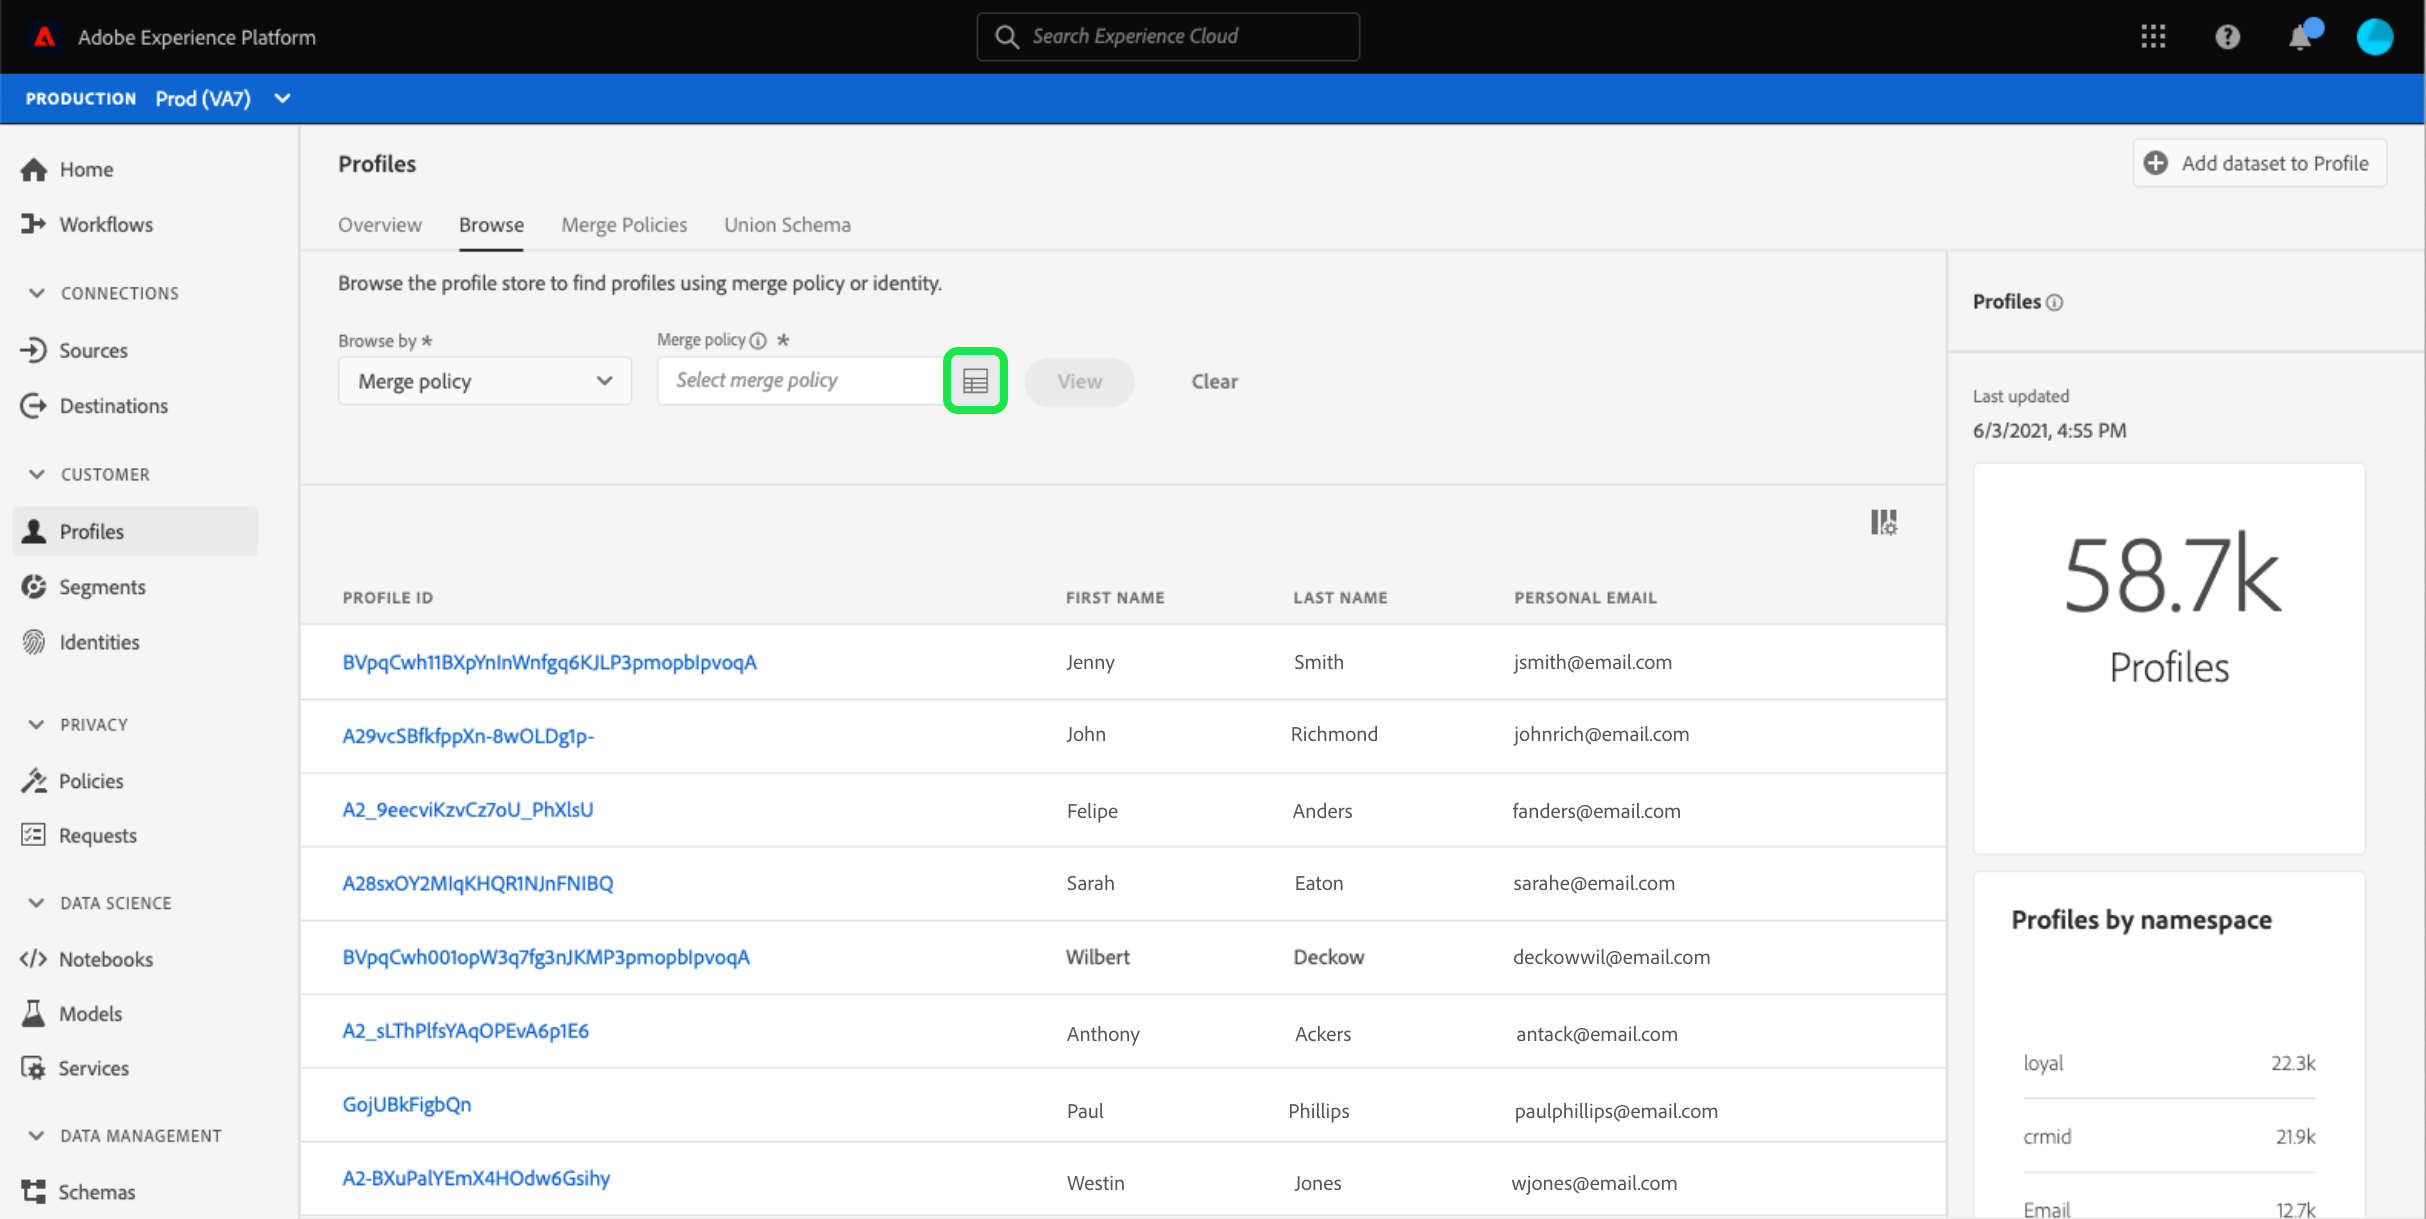 Adobe Experience Platform
Search Experience Cloud
PRODUCTION Prod (VA7)
Home
Workflows
CONNECTIONS
Sources
Destinations
CUSTOMER
Profiles
Segments
Identities
PRIVACY
Policies
Requests
DATA SCIENCE
Notebooks
Models
Services
DATA MANAGEMENT
Schemas
Profiles
Add dataset to Profile
Overview Browse Merge Policies Union Schema
Browse the profile store to find profiles using merge policy or identity.
Browse by * Merge policy *
Merge policy Select merge policy View Clear
PROFILE ID FIRST NAME LAST NAME PERSONAL EMAIL
BVpqCwh11BXpYnInWnfgq6KJLP3pmopbIpvoqA Jenny Smith jsmith@email.com
A29vcSBfkfppXn-8wOLDg1p- John Richmond johnrich@email.com
A2_9eecviKzvCz7oU_PhXlsU Felipe Anders fanders@email.com
A28sxOY2MIqKHQR1NJnFNIBQ Sarah Eaton sarahe@email.com
BVpqCwh001opW3q7fg3nJKMP3pmopbIpvoqA Wilbert Deckow deckowwil@email.com
A2_sLThPlfsYAqOPEvA6p1E6 Anthony Ackers antack@email.com
GojUBkFigbQn Paul Phillips paulphillips@email.com
A2-BXuPalYEmX4HOdw6Gsihy Westin Jones wjones@email.com
Profiles
Last updated
6/3/2021, 4:55 PM
58.7k
Profiles
Profiles by namespace
loyal 22.3k
crmid 21.9k
Email 12.7k